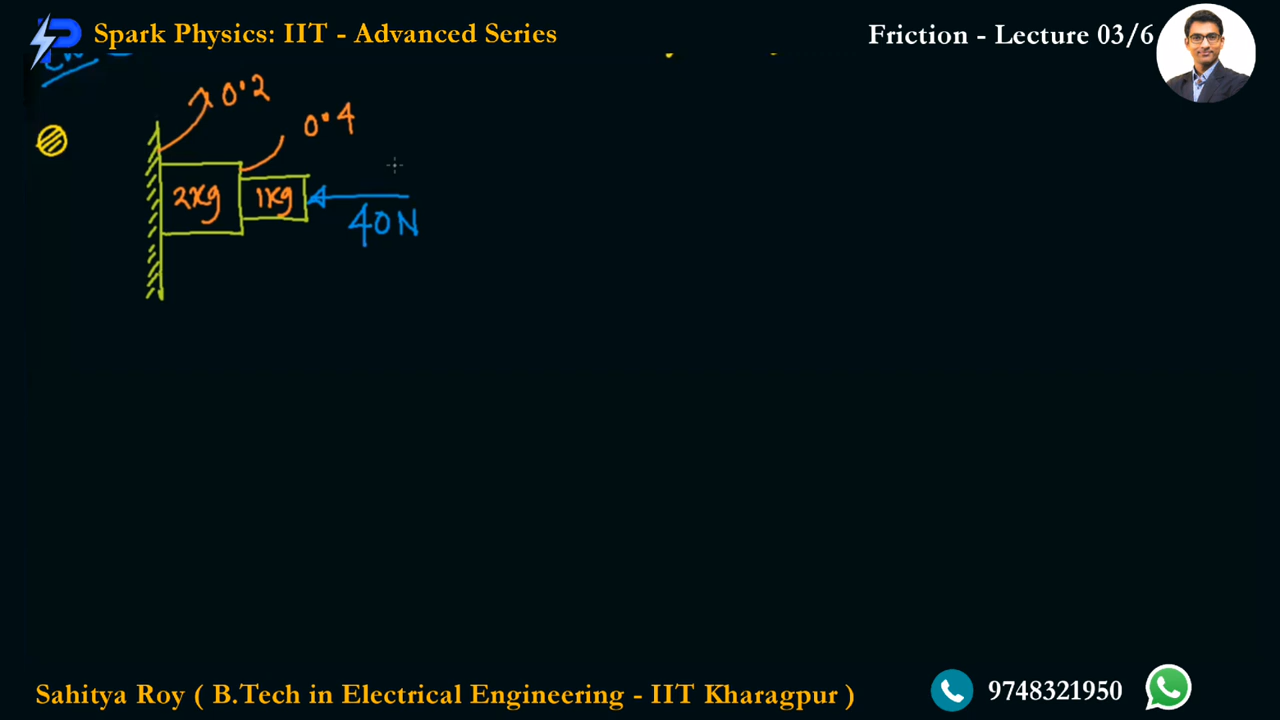 Spark Physics: IIT - Advanced Series
Friction - Lecture 03/6
0.2
0.4
2kg
1kg
40N
Sahitya Roy ( B.Tech in Electrical Engineering - IIT Kharagpur )
9748321950